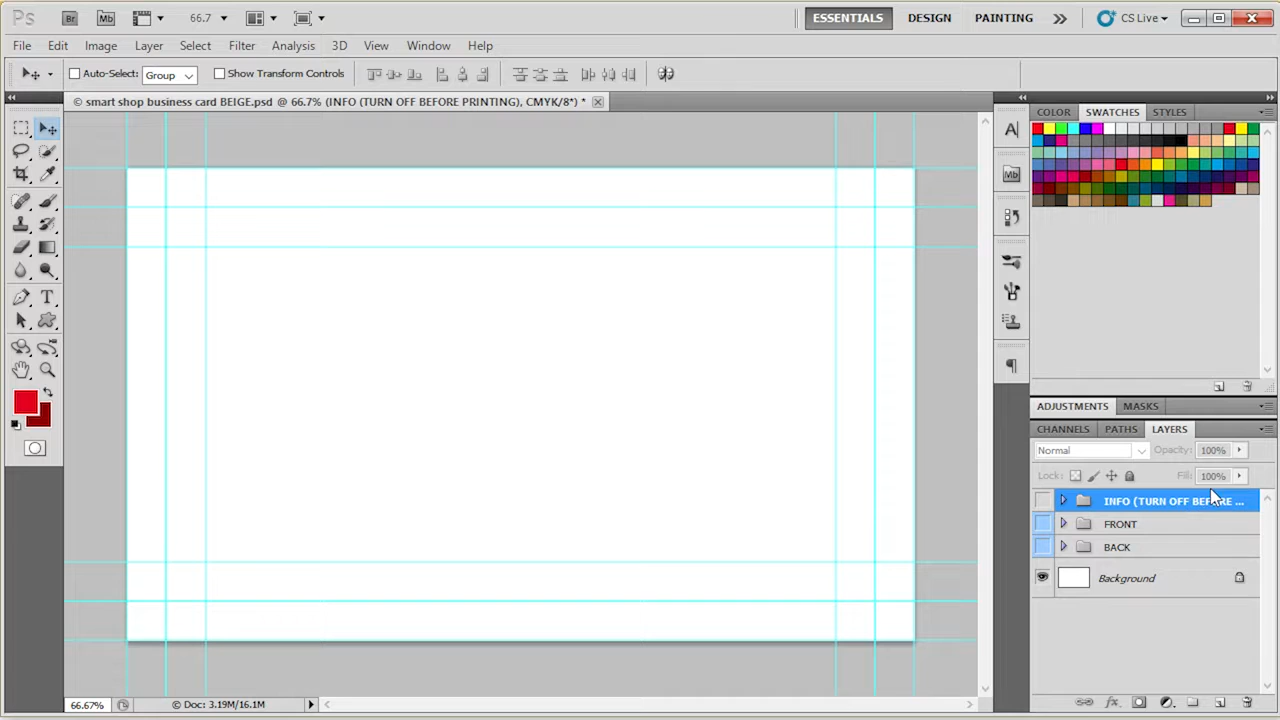 Ps Br Mb 66.7 ESSENTIALS DESIGN PAINTING CS Live
File Edit Image Layer Select Filter Analysis 3D View Window Help
Auto-Select: Group Show Transform Controls
© smart shop business card BEIGE.psd @ 66.7% (INFO (TURN OFF BEFORE PRINTING), CMYK/8*) *
COLOR SWATCHES STYLES
A
Mb
ADJUSTMENTS MASKS
CHANNELS PATHS LAYERS
Normal Opacity: 100%
Lock: Fill: 100%
INFO (TURN OFF BEFORE ...
FRONT
BACK
Background
66.67% © Doc: 3.19M/16.1M